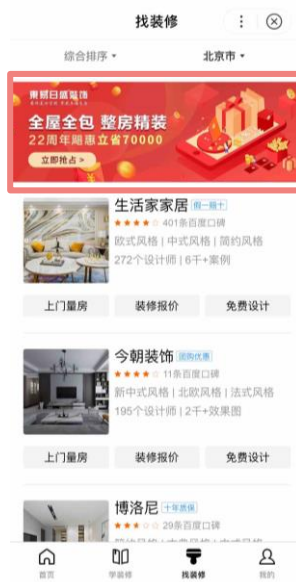 找装修
综合排序
北京市
東易日盛装饰
全屋全包 整房精装
22周年随惠立省70000
立即抢占 >
生活家家居 假一赔十
401条百度口碑
欧式风格 | 中式风格 | 简约风格
272个设计师 | 6千+案例
上门量房 装修报价 免费设计
今朝装饰 团购优惠
11条百度口碑
新中式风格 | 北欧风格 | 法式风格
195个设计师 | 2千+效果图
上门量房 装修报价 免费设计
博洛尼 十年质保
29条百度口碑
首页 学装修 找装修 我的